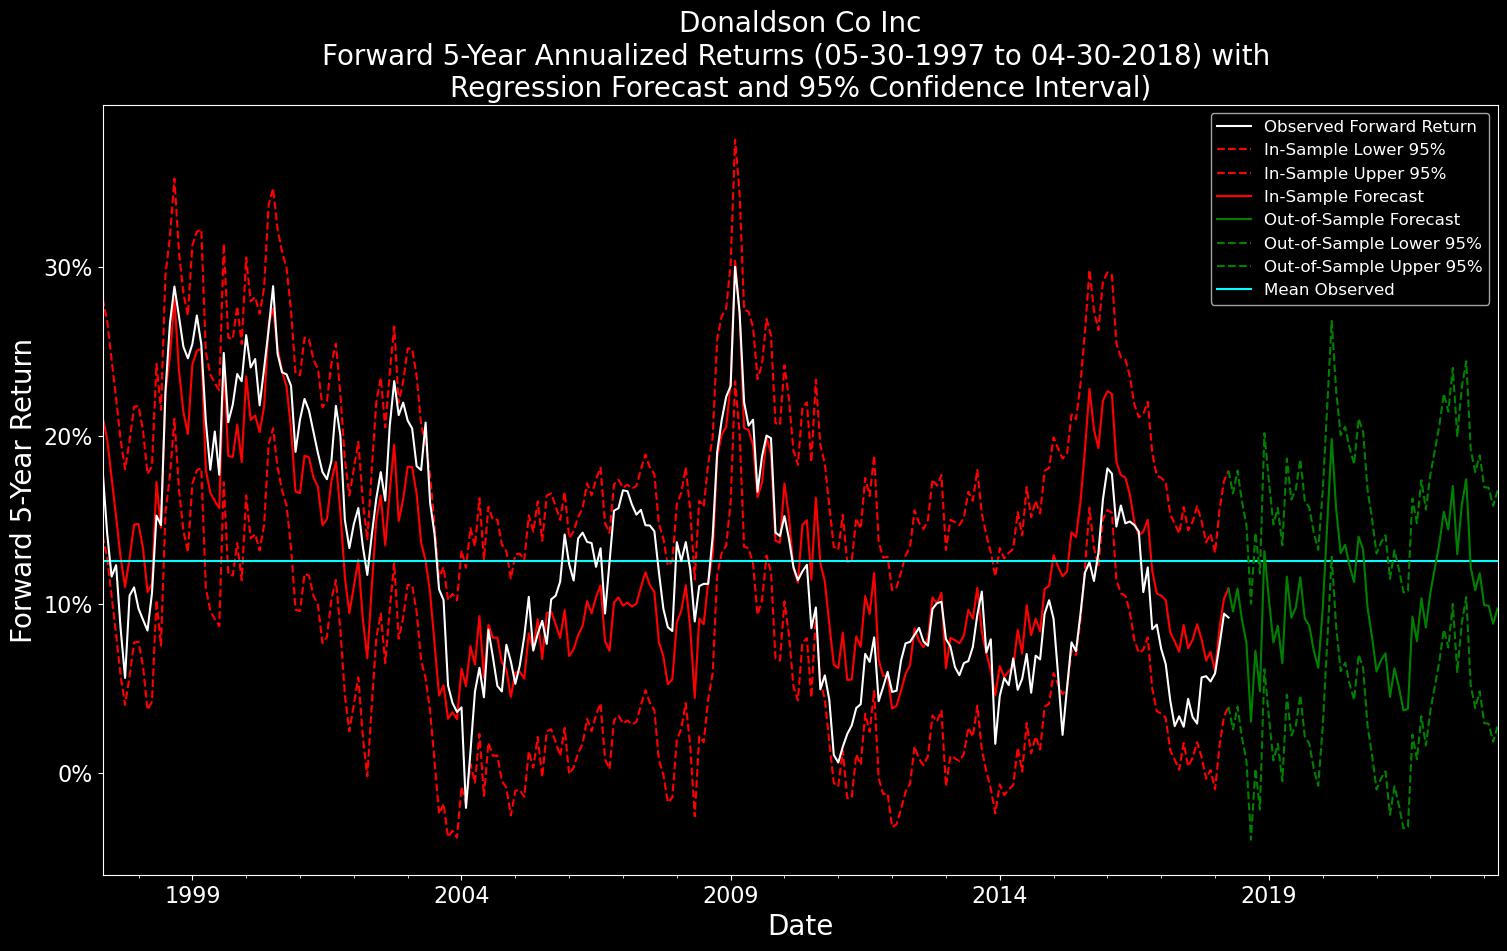 Donaldson Co Inc
Forward 5-Year Annualized Returns (05-30-1997 to 04-30-2018) with
Regression Forecast and 95% Confidence Interval)
Observed Forward Return
In-Sample Lower 95%
In-Sample Upper 95%
In-Sample Forecast
Out-of-Sample Forecast
Out-of-Sample Lower 95%
Out-of-Sample Upper 95%
Mean Observed
Forward 5-Year Return
30%
20%
10%
0%
1999
2004
2009
2014
2019
Date